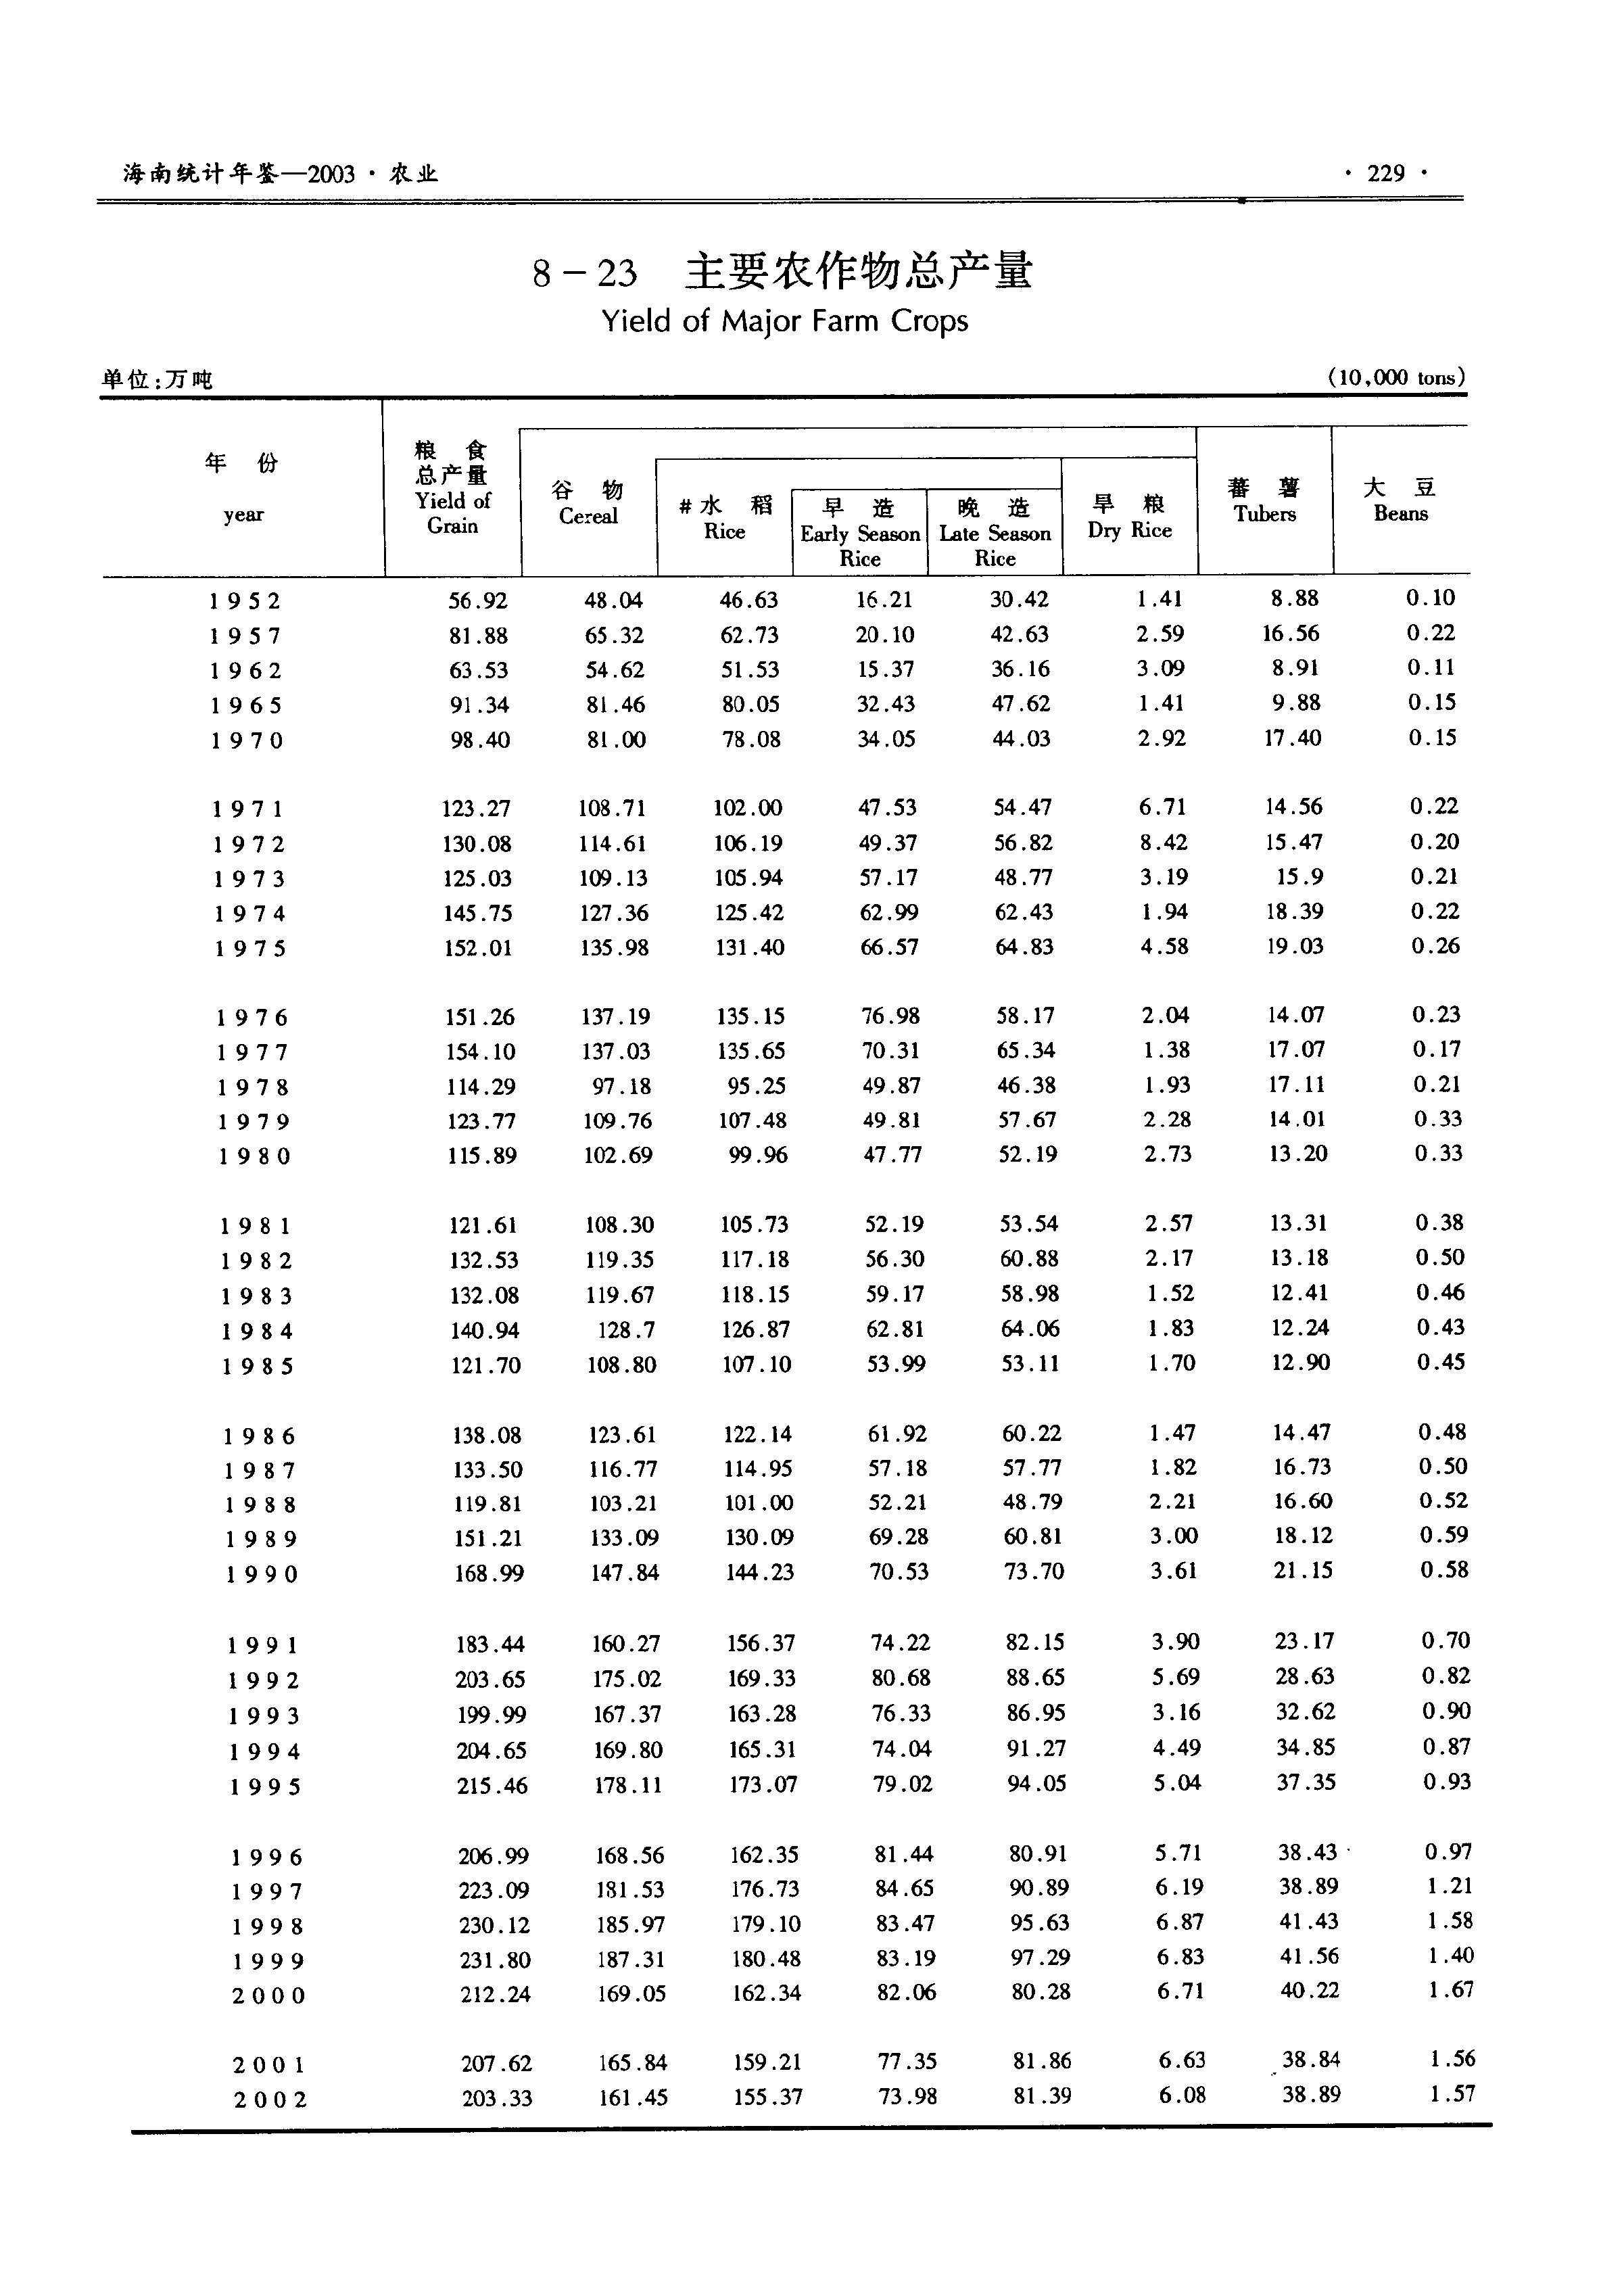 海南统计年鉴—2003·农业 ·229·
8-23 主要农作物总产量
Yield of Major Farm Crops
单位:万吨 (10,000 tons)
年 份 year 粮 食 总产量 Yield of Grain 谷 物 Cereal #水 稻 Rice 早 造 Early Season Rice 晚 造 Late Season Rice 旱 粮 Dry Rice 蕃 薯 Tubers 大 豆 Beans
1952 56.92 48.04 46.63 16.21 30.42 1.41 8.88 0.10
1957 81.88 65.32 62.73 20.10 42.63 2.59 16.56 0.22
1962 63.53 54.62 51.53 15.37 36.16 3.09 8.91 0.11
1965 91.34 81.46 80.05 32.43 47.62 1.41 9.88 0.15
1970 98.40 81.00 78.08 34.05 44.03 2.92 17.40 0.15
1971 123.27 108.71 102.00 47.53 54.47 6.71 14.56 0.22
1972 130.08 114.61 106.19 49.37 56.82 8.42 15.47 0.20
1973 125.03 109.13 105.94 57.17 48.77 3.19 15.9 0.21
1974 145.75 127.36 125.42 62.99 62.43 1.94 18.39 0.22
1975 152.01 135.98 131.40 66.57 64.83 4.58 19.03 0.26
1976 151.26 137.19 135.15 76.98 58.17 2.04 14.07 0.23
1977 154.10 137.03 135.65 70.31 65.34 1.38 17.07 0.17
1978 114.29 97.18 95.25 49.87 46.38 1.93 17.11 0.21
1979 123.77 109.76 107.48 49.81 57.67 2.28 14.01 0.33
1980 115.89 102.69 99.96 47.77 52.19 2.73 13.20 0.33
1981 121.61 108.30 105.73 52.19 53.54 2.57 13.31 0.38
1982 132.53 119.35 117.18 56.30 60.88 2.17 13.18 0.50
1983 132.08 119.67 118.15 59.17 58.98 1.52 12.41 0.46
1984 140.94 128.7 126.87 62.81 64.06 1.83 12.24 0.43
1985 121.70 108.80 107.10 53.99 53.11 1.70 12.90 0.45
1986 138.08 123.61 122.14 61.92 60.22 1.47 14.47 0.48
1987 133.50 116.77 114.95 57.18 57.77 1.82 16.73 0.50
1988 119.81 103.21 101.00 52.21 48.79 2.21 16.60 0.52
1989 151.21 133.09 130.09 69.28 60.81 3.00 18.12 0.59
1990 168.99 147.84 144.23 70.53 73.70 3.61 21.15 0.58
1991 183.44 160.27 156.37 74.22 82.15 3.90 23.17 0.70
1992 203.65 175.02 169.33 80.68 88.65 5.69 28.63 0.82
1993 199.99 167.37 163.28 76.33 86.95 3.16 32.62 0.90
1994 204.65 169.80 165.31 74.04 91.27 4.49 34.85 0.87
1995 215.46 178.11 173.07 79.02 94.05 5.04 37.35 0.93
1996 206.99 168.56 162.35 81.44 80.91 5.71 38.43 0.97
1997 223.09 181.53 176.73 84.65 90.89 6.19 38.89 1.21
1998 230.12 185.97 179.10 83.47 95.63 6.87 41.43 1.58
1999 231.80 187.31 180.48 83.19 97.29 6.83 41.56 1.40
2000 212.24 169.05 162.34 82.06 80.28 6.71 40.22 1.67
2001 207.62 165.84 159.21 77.35 81.86 6.63 38.84 1.56
2002 203.33 161.45 155.37 73.98 81.39 6.08 38.89 1.57